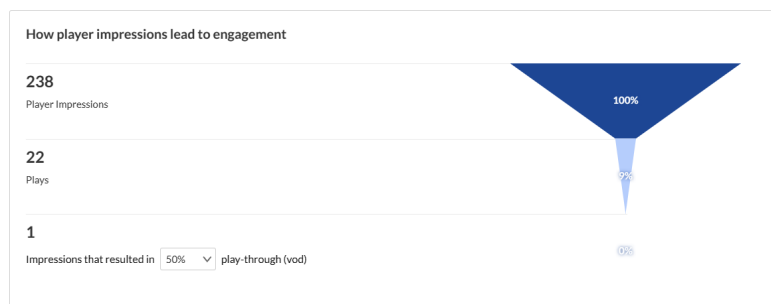 How player impressions lead to engagement
238
Player Impressions
100%
22
Plays
9%
1
Impressions that resulted in 50% play-through (vod)
0%